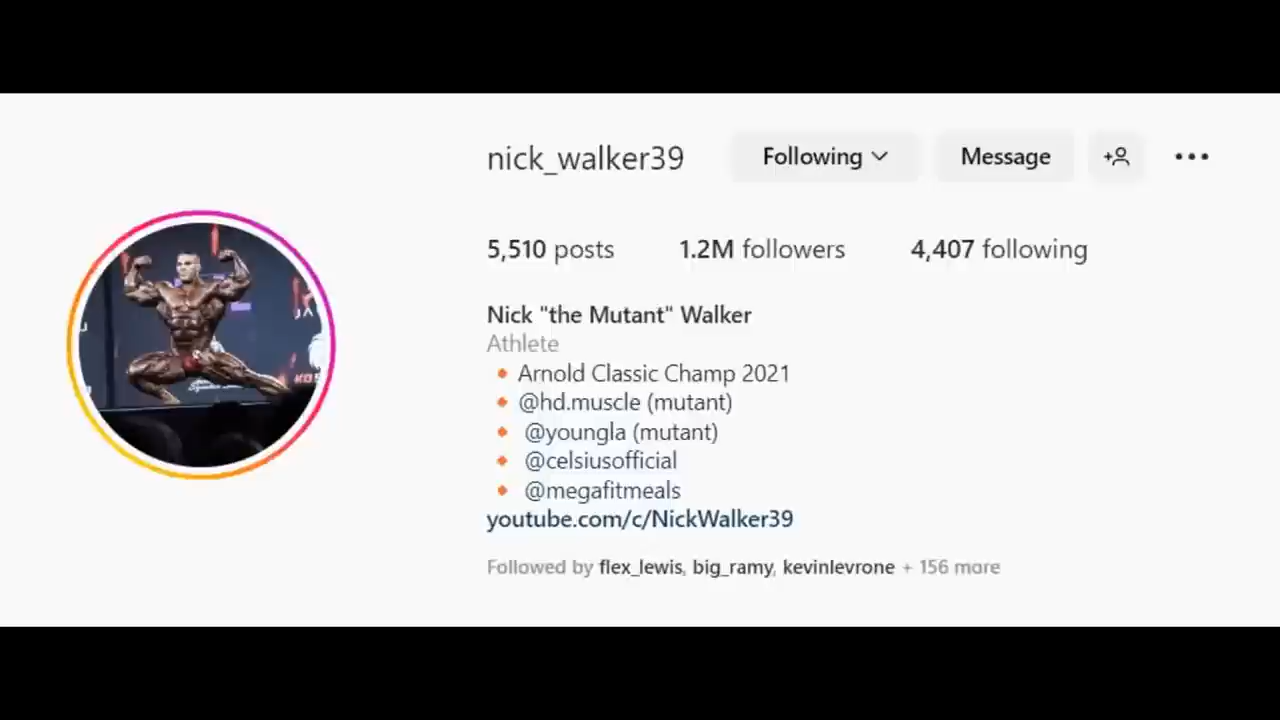 nick_walker39 Following Message
5,510 posts 1.2M followers 4,407 following
Nick "the Mutant" Walker
Athlete
🔸Arnold Classic Champ 2021
🔸@hd.muscle (mutant)
🔸 @youngla (mutant)
🔸 @celsiusofficial
🔸 @megafitmeals
youtube.com/c/NickWalker39
Followed by flex_lewis, big_ramy, kevinlevrone + 156 more